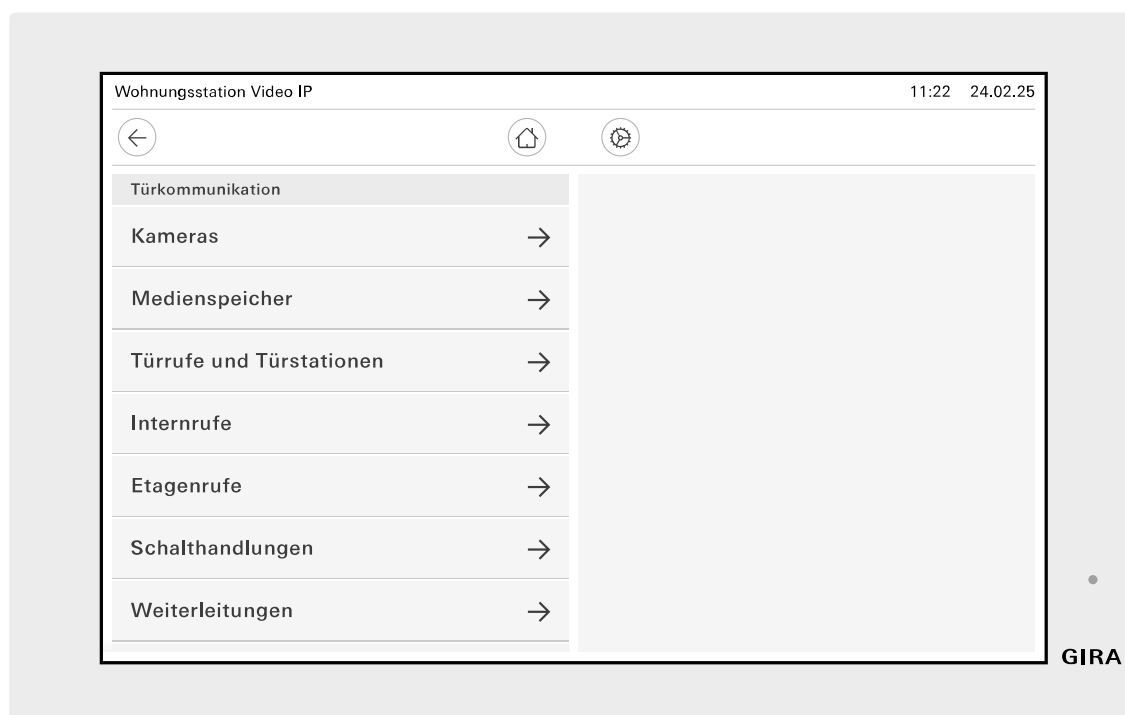 Wohnungsstation Video IP 11:22 24.02.25
Türkommunikation
Kameras
Medienspeicher
Türrufe und Türstationen
Internrufe
Etagenrufe
Schalthandlungen
Weiterleitungen
GIRA